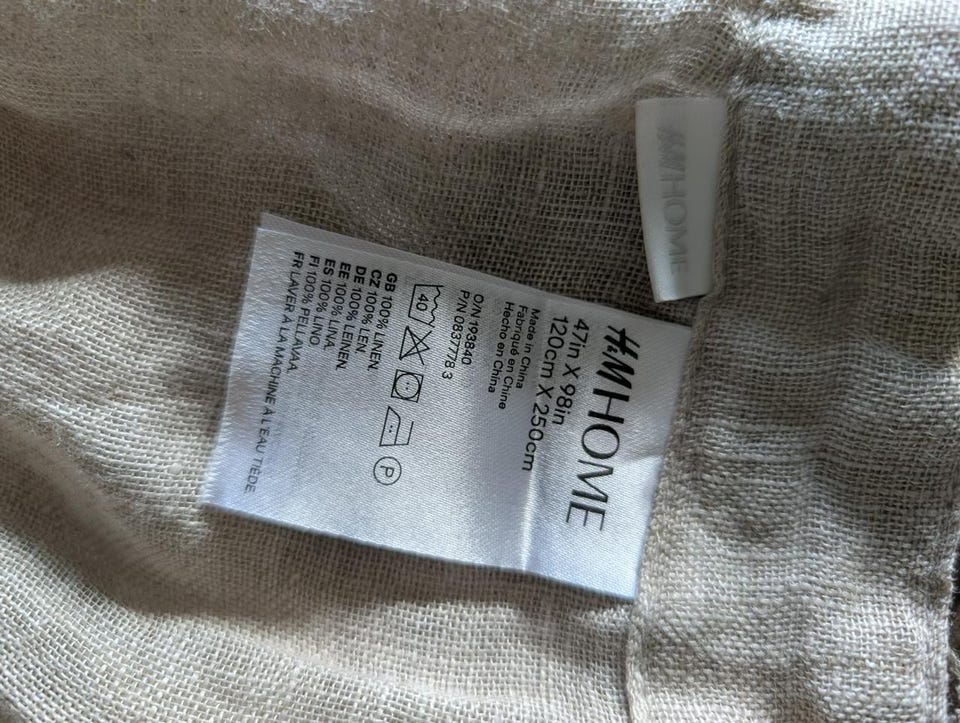 H&M HOME
H&M HOME
47in X 98in
120cm X 250cm
Made in China
Fabriqué en Chine
Hecho en China
O/N 193840
P/N 0837778 3
40
P
GB 100% LINEN.
CZ 100% LEN.
DE 100% LEINEN.
EE 100% LINA.
ES 100% LINO.
FI 100% PELLAVAA.
FR LAVER À LA MACHINE À L'EAU TIÈDE.